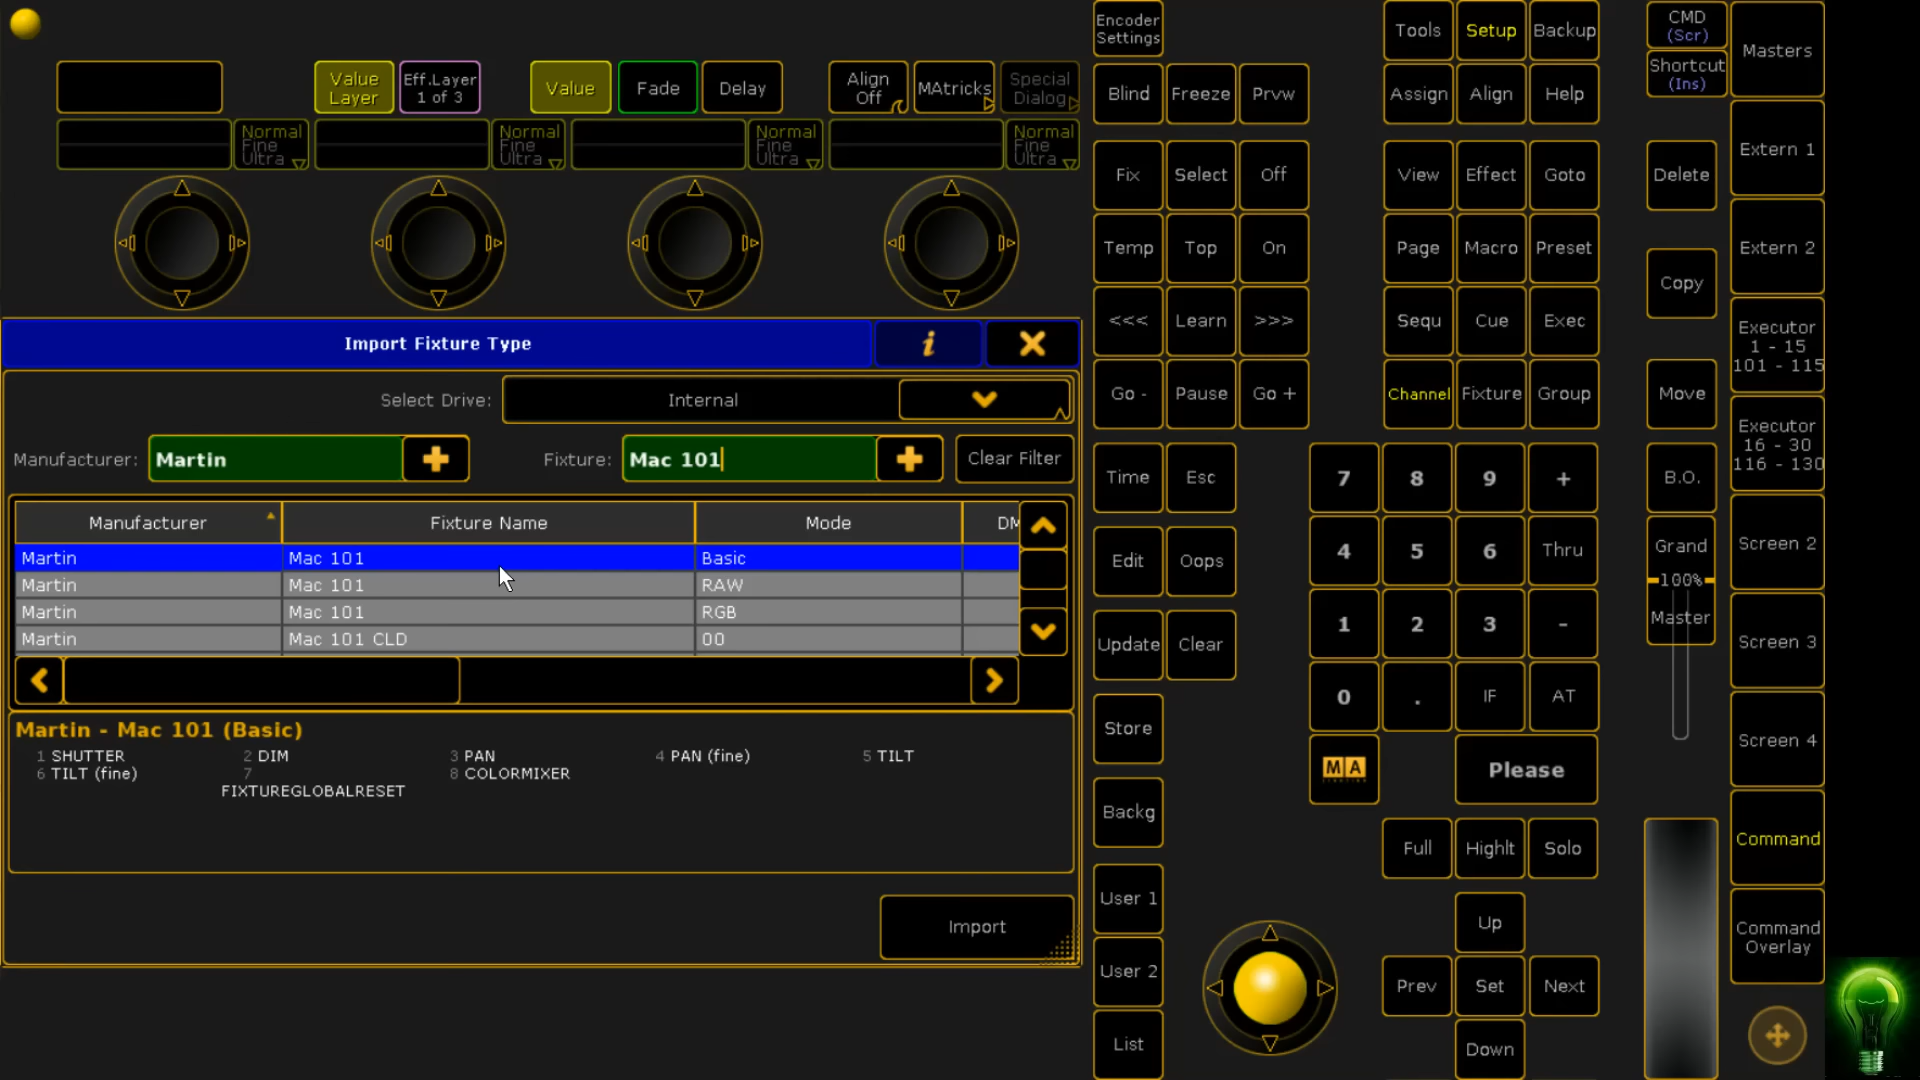 Encoder
Settings
Tools
Setup
Backup
CMD
(Scr)
Masters
Value
Layer
Eff.Layer
1 of 3
Value
Fade
Delay
Align
Off
MAtricks
Special
Dialog
Blind
Freeze
Prvw
Assign
Align
Help
Shortcut
(Ins)
Normal
Fine
Ultra
Normal
Fine
Ultra
Normal
Fine
Ultra
Normal
Fine
Ultra
Extern 1
Fix
Select
Off
View
Effect
Goto
Delete
Temp
Top
On
Page
Macro
Preset
Extern 2
Copy
<<<
Learn
>>>
Sequ
Cue
Exec
Executor
1 - 15
101 - 115
Import Fixture Type
i
Select Drive:
Internal
Go -
Pause
Go +
Channel
Fixture
Group
Move
Executor
16 - 30
116 - 130
Manufacturer:
Martin
Fixture:
Mac 101
Clear Filter
Time
Esc
7
8
9
+
B.O.
Manufacturer
Fixture Name
Mode
DM
Martin
Mac 101
Basic
Martin
Mac 101
RAW
Martin
Mac 101
RGB
Martin
Mac 101 CLD
00
Edit
Oops
4
5
6
Thru
Grand
100%
Master
Screen 2
Update
Clear
1
2
3
-
Screen 3
0
.
IF
AT
Martin - Mac 101 (Basic)
1 SHUTTER
2 DIM
3 PAN
4 PAN (fine)
5 TILT
6 TILT (fine)
7
FIXTUREGLOBALRESET
8 COLORMIXER
Store
MA
Please
Screen 4
Backg
Full
Highlt
Solo
Command
Import
User 1
Up
Command
Overlay
User 2
Prev
Set
Next
List
Down